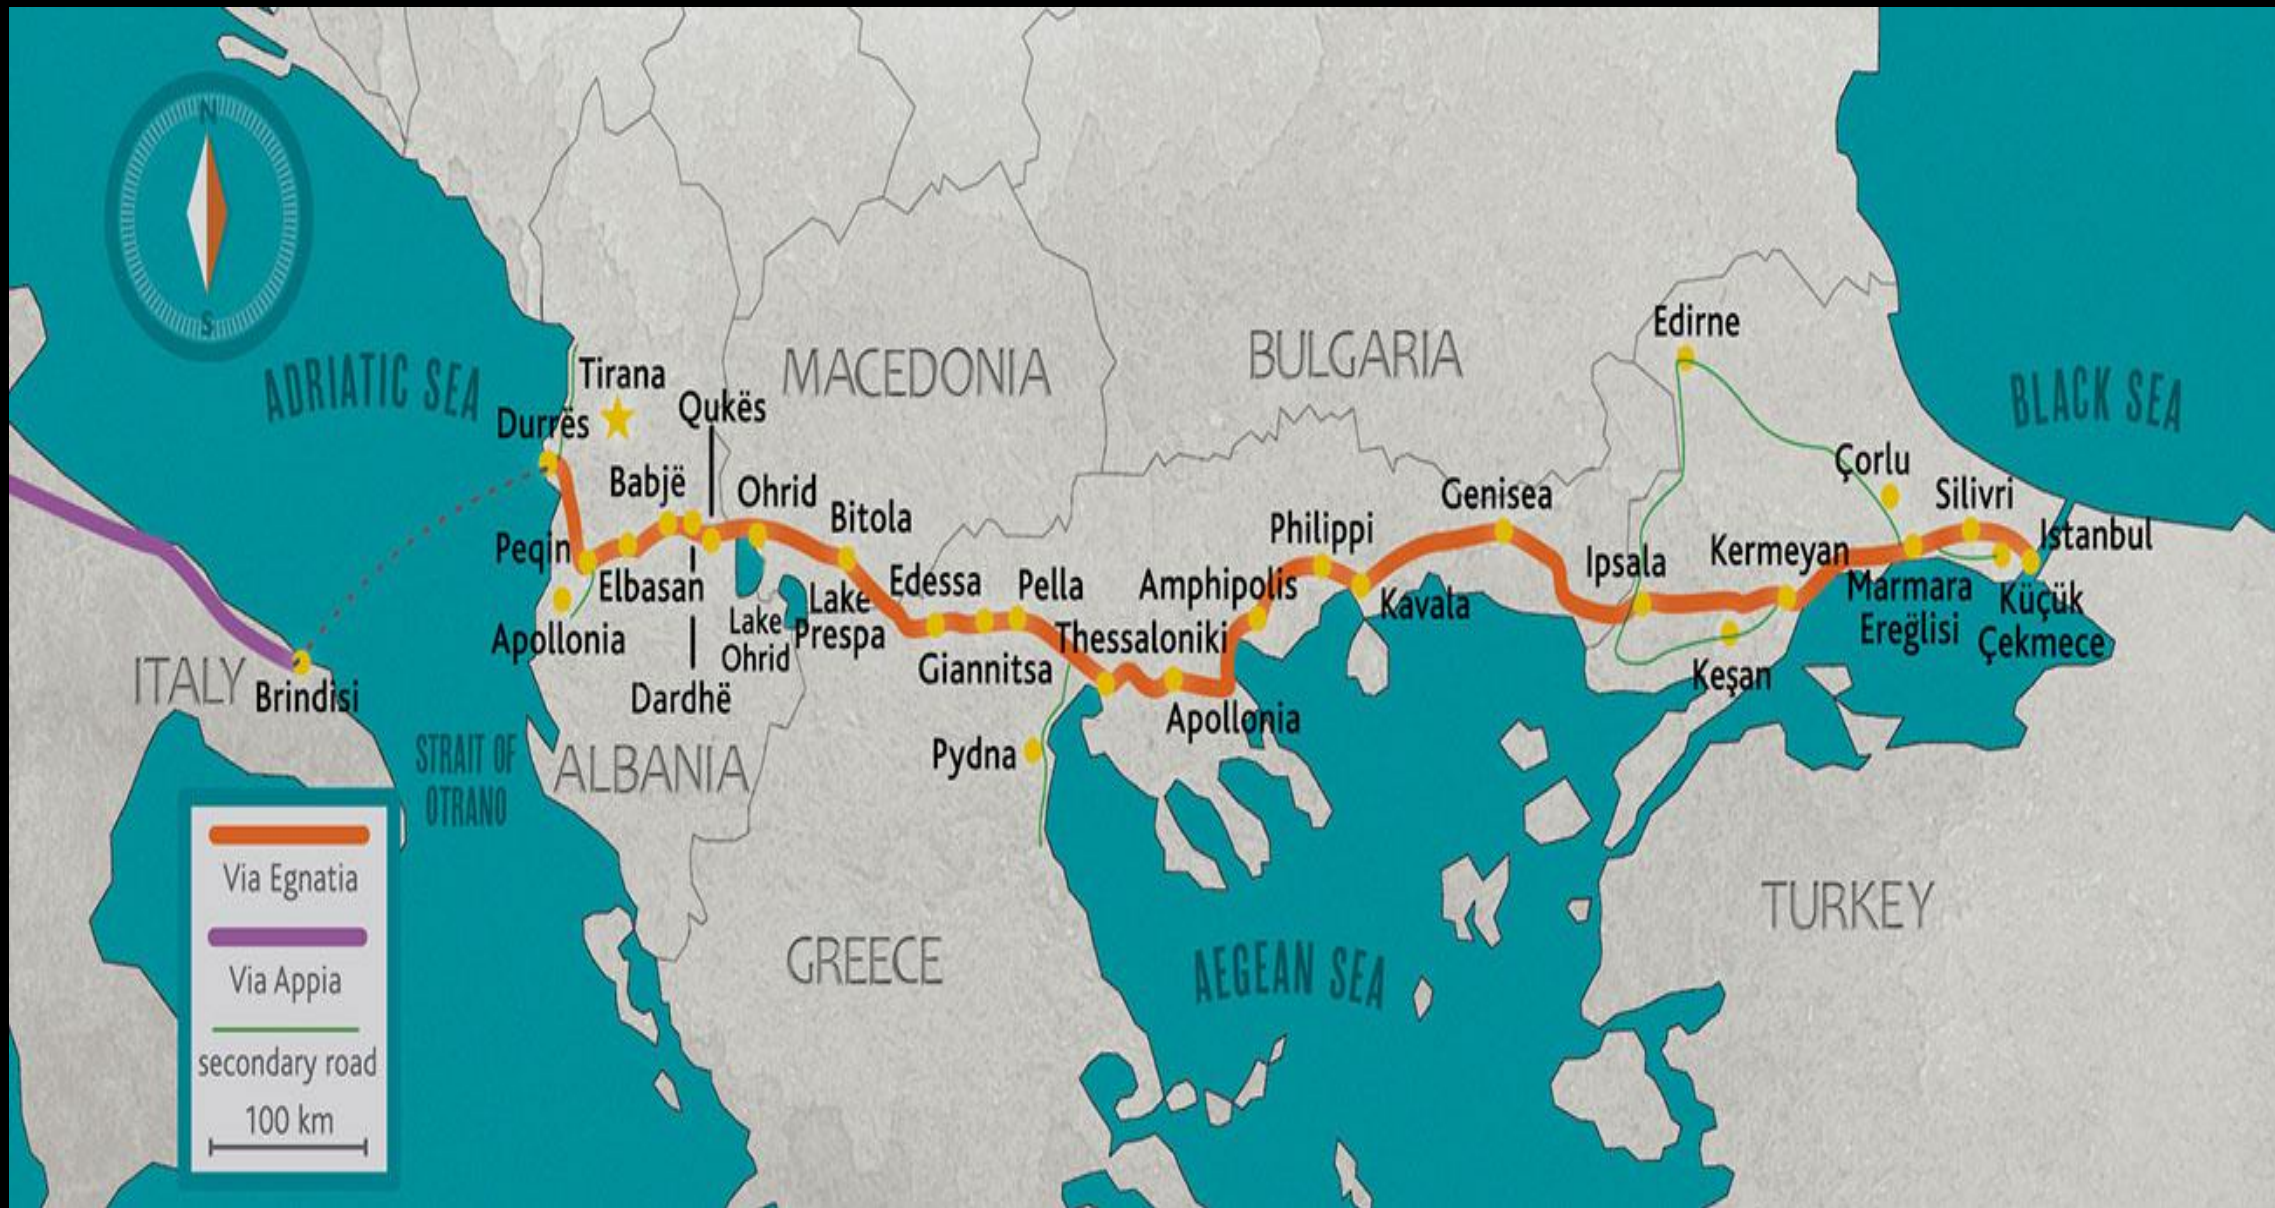 N
S
ADRIATIC SEA
Tirana
Durrës
Qukës
MACEDONIA
BULGARIA
Edirne
BLACK SEA
Babjë
Ohrid
Bitola
Peqin
Elbasan
Apollonia
Dardhë
Lake
Ohrid
Lake
Prespa
Edessa
Pella
Giannitsa
Thessaloniki
Amphipolis
Philippi
Kavala
Genisea
Ipsala
Kermeyan
Keşan
Çorlu
Silivri
Istanbul
Marmara
Ereğlisi
Küçük
Çekmece
Apollonia
Pydna
ITALY
Brindisi
STRAIT OF
OTRANO
ALBANIA
GREECE
AEGEAN SEA
TURKEY
Via Egnatia
Via Appia
secondary road
100 km